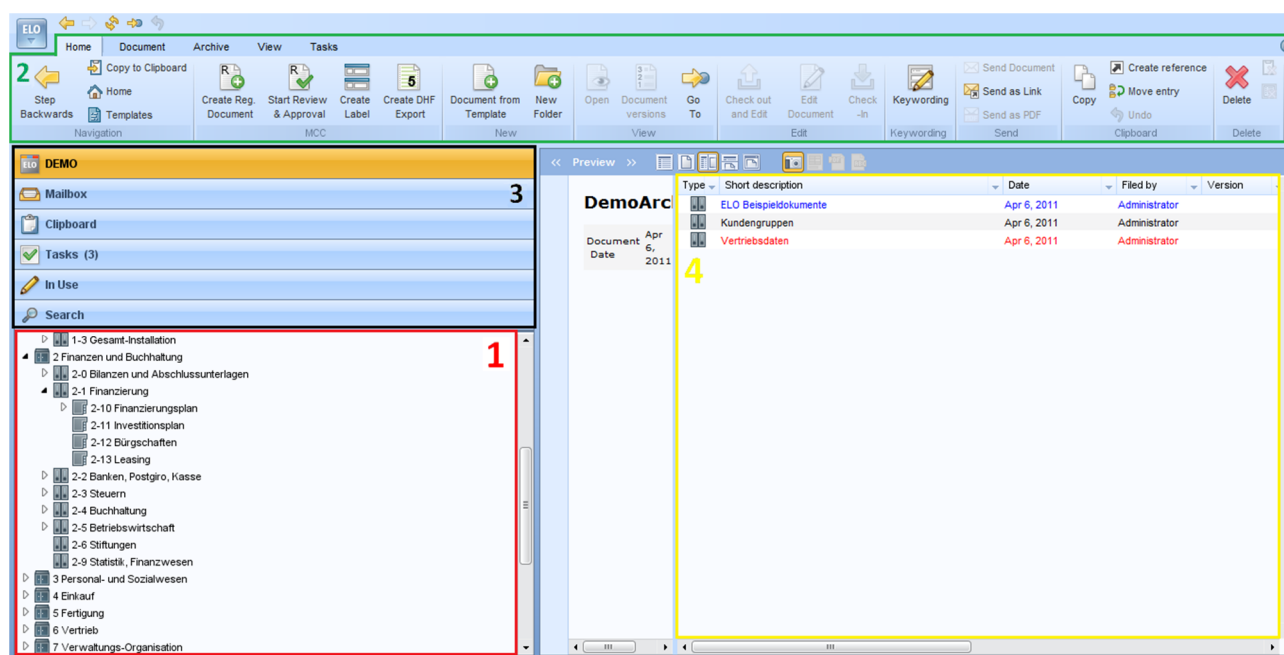 ELO
Home Document Archive View Tasks
2
Step Backwards
Copy to Clipboard
Home
Templates
Navigation
R
Create Reg. Document
R
Start Review & Approval
Create Label
5
Create DHF Export
MCC
Document from Template
New Folder
New
Open
Document versions
Go To
View
Check out and Edit
Edit Document
Check -In
Edit
Keywording
Keywording
Send Document
Send as Link
Send as PDF
Send
Copy
Create reference
Move entry
Undo
Clipboard
Delete
Delete
ELO DEMO
Mailbox
3
Clipboard
Tasks (3)
In Use
Search
1
1-3 Gesamt-Installation
2 Finanzen und Buchhaltung
2-0 Bilanzen und Abschlussunterlagen
2-1 Finanzierung
2-10 Finanzierungsplan
2-11 Investitionsplan
2-12 Bürgschaften
2-13 Leasing
2-2 Banken, Postgiro, Kasse
2-3 Steuern
2-4 Buchhaltung
2-5 Betriebswirtschaft
2-6 Stiftungen
2-9 Statistik, Finanzwesen
3 Personal- und Sozialwesen
4 Einkauf
5 Fertigung
6 Vertrieb
7 Verwaltungs-Organisation
<< Preview >>
DemoArc
Document Date
Apr 6, 2011
Type Short description Date Filed by Version
ELO Beispieldokumente Apr 6, 2011 Administrator
Kundengruppen Apr 6, 2011 Administrator
Vertriebsdaten Apr 6, 2011 Administrator
4